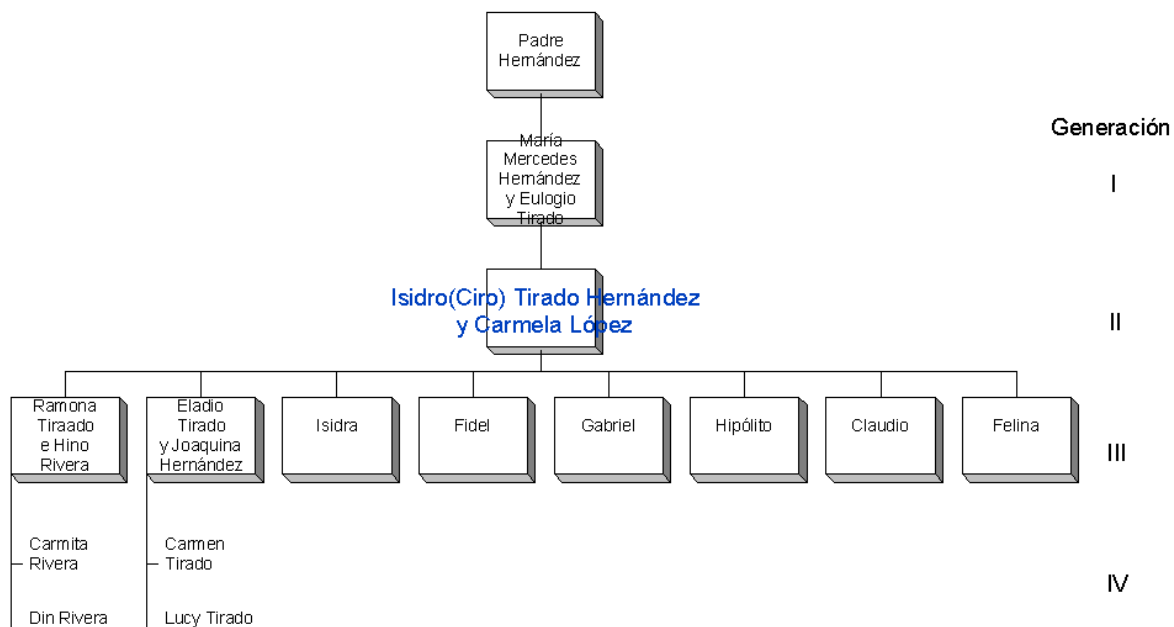 Padre
Hernández
Generación
María
Mercedes
Hernández
y Eulogio
Tirado
I
Isidro(Ciro) Tirado Hernández
y Carmela López
II
Ramona
Tiraado
e Hino
Rivera
Eladio
Tirado
y Joaquina
Hernández
Isidra
Fidel
Gabriel
Hipólito
Claudio
Felina
III
Carmita
Rivera
Carmen
Tirado
IV
Din Rivera
Lucy Tirado